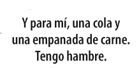 Y para mí, una cola y
una empanada de carne.
Tengo hambre.